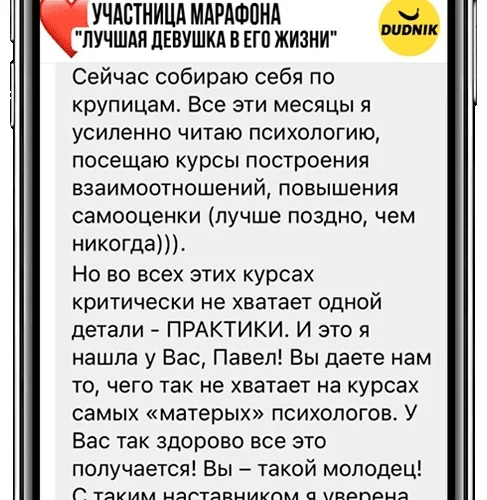 УЧАСТНИЦА МАРАФОНА
"ЛУЧШАЯ ДЕВУШКА В ЕГО ЖИЗНИ"
DUDNIK
Сейчас собираю себя по
крупицам. Все эти месяцы я
усиленно читаю психологию,
посещаю курсы построения
взаимоотношений, повышения
самооценки (лучше поздно, чем
никогда))).
Но во всех этих курсах
критически не хватает одной
детали - ПРАКТИКИ. И это я
нашла у Вас, Павел! Вы даете нам
то, чего так не хватает на курсах
самых «матерых» психологов. У
Вас так здорово все это
получается! Вы – такой молодец!
С таким наставником я уверена